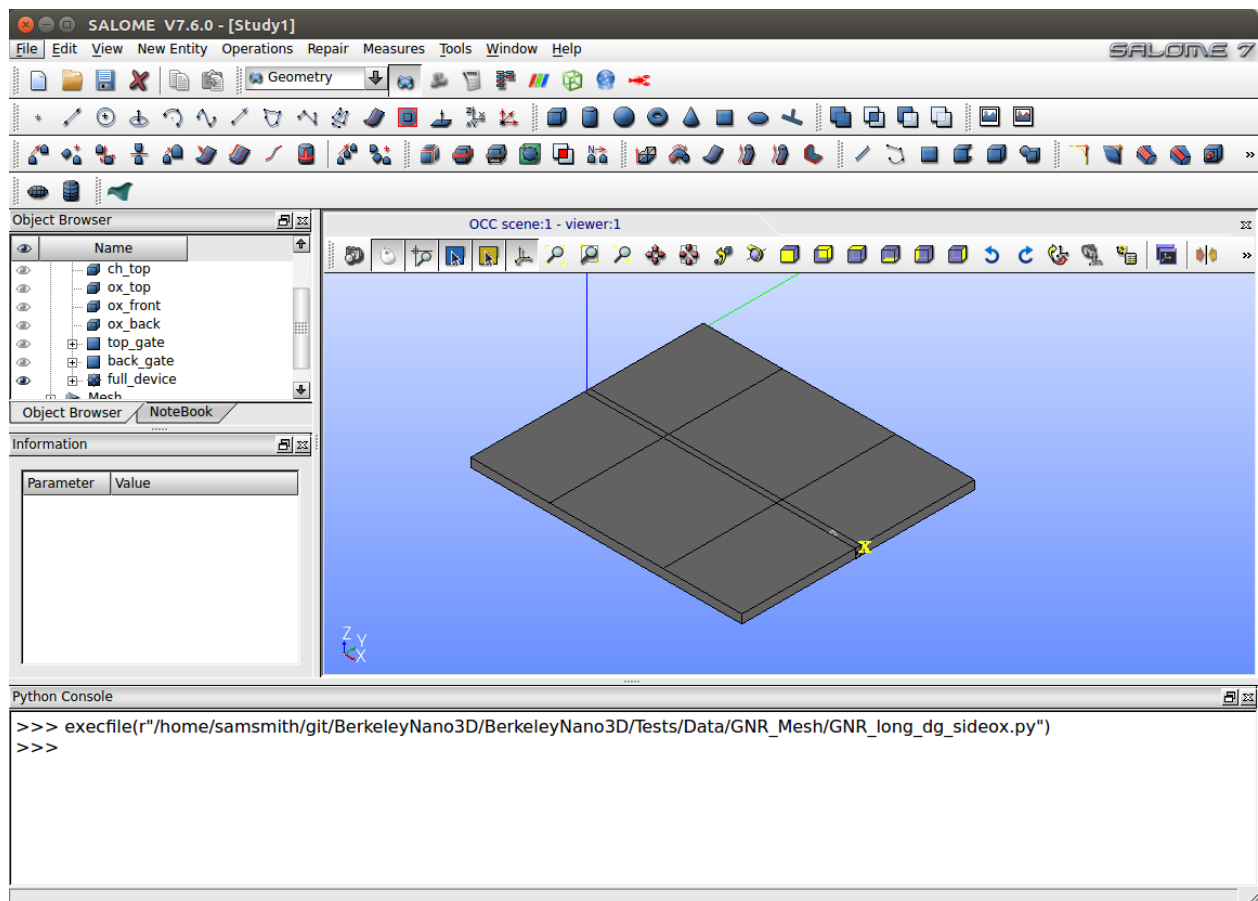 SALOME V7.6.0 - [Study1]
File Edit View New Entity Operations Repair Measures Tools Window Help
SALOME 7
Geometry
Object Browser
OCC scene:1 - viewer:1
Name
ch_top
ox_top
ox_front
ox_back
top_gate
back_gate
full_device
Mesh
Object Browser NoteBook
Information
Parameter Value
X
Z
Y
X
Python Console
>>> execfile(r"/home/samsmith/git/BerkeleyNano3D/BerkeleyNano3D/Tests/Data/GNR_Mesh/GNR_long_dg_sideox.py")
>>>